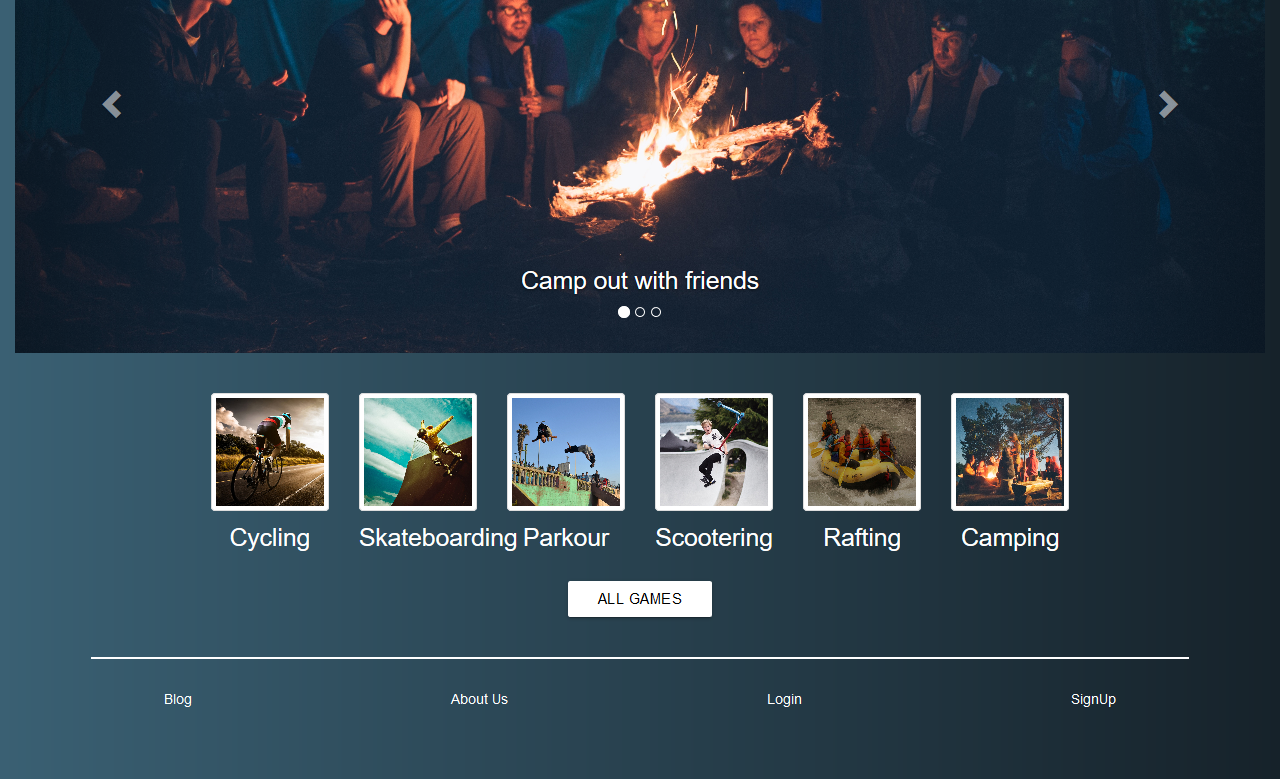 Camp out with friends
Cycling Skateboarding Parkour Scootering Rafting Camping
ALL GAMES
Blog About Us Login SignUp